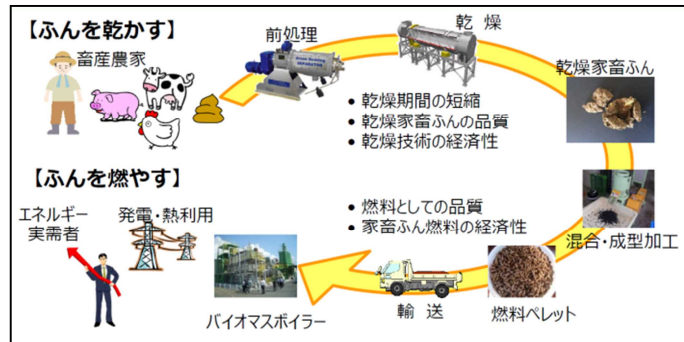 【ふんを乾かす】
畜産農家
前処理
乾 燥
乾燥家畜ふん
• 乾燥期間の短縮
• 乾燥家畜ふんの品質
• 乾燥技術の経済性
【ふんを燃やす】
エネルギー
実需者
発電・熱利用
• 燃料としての品質
• 家畜ふん燃料の経済性
混合・成型加工
バイオマスボイラー
輸 送
燃料ペレット